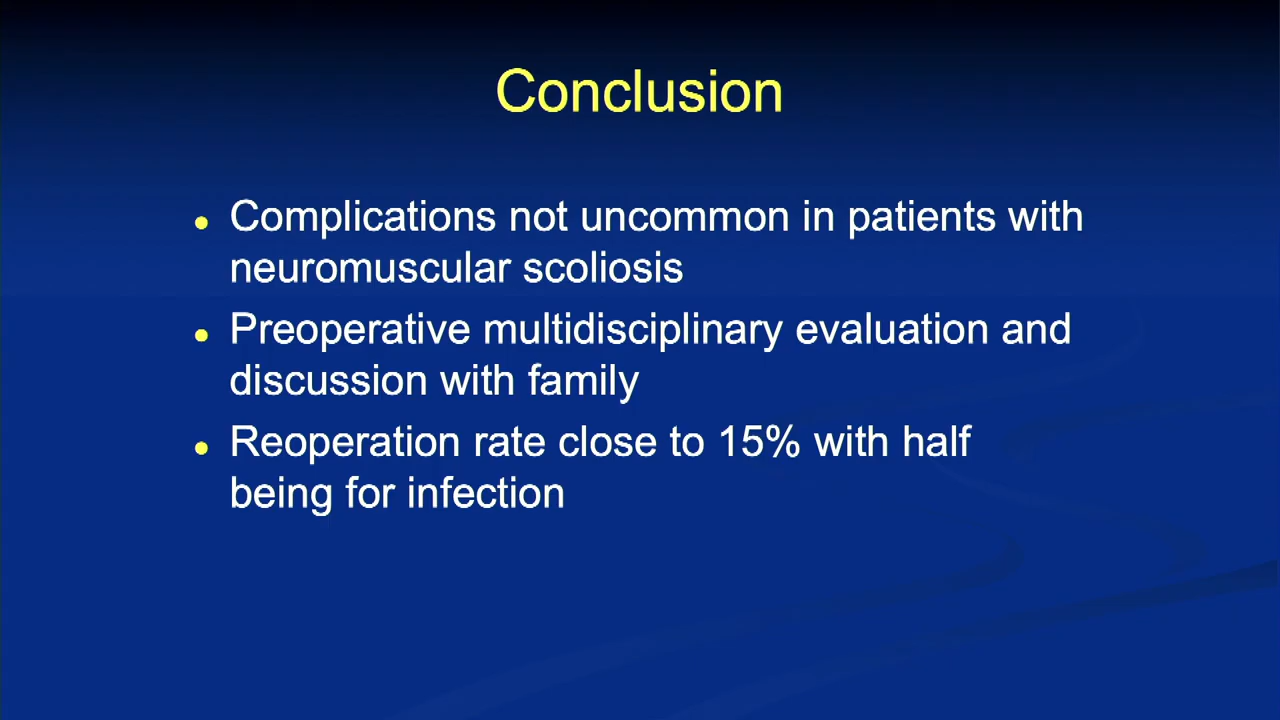 Conclusion
Complications not uncommon in patients with
neuromuscular scoliosis
Preoperative multidisciplinary evaluation and
discussion with family
Reoperation rate close to 15% with half
being for infection